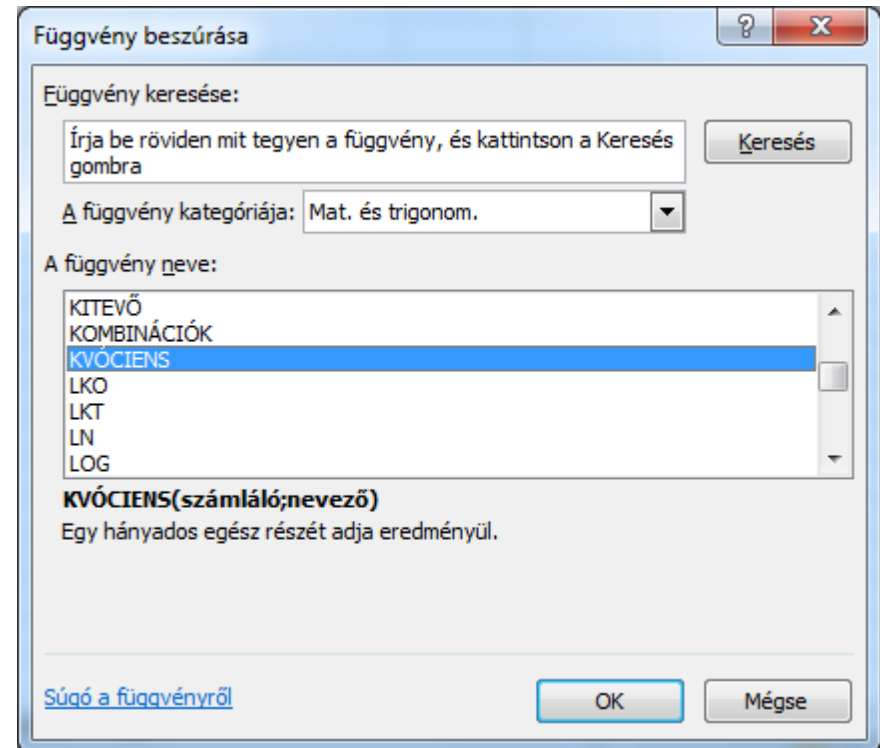 Függvény beszúrása
Függvény keresése:
Írja be röviden mit tegyen a függvény, és kattintson a Keresés
gombra
Keresés
A függvény kategóriája: Mat. és trigonom.
A függvény neve:
KITEVŐ
KOMBINÁCIÓK
KVÓCIENS
LKO
LKT
LN
LOG
KVÓCIENS(számláló;nevező)
Egy hányados egész részét adja eredményül.
Súgó a függvényről
OK
Mégse